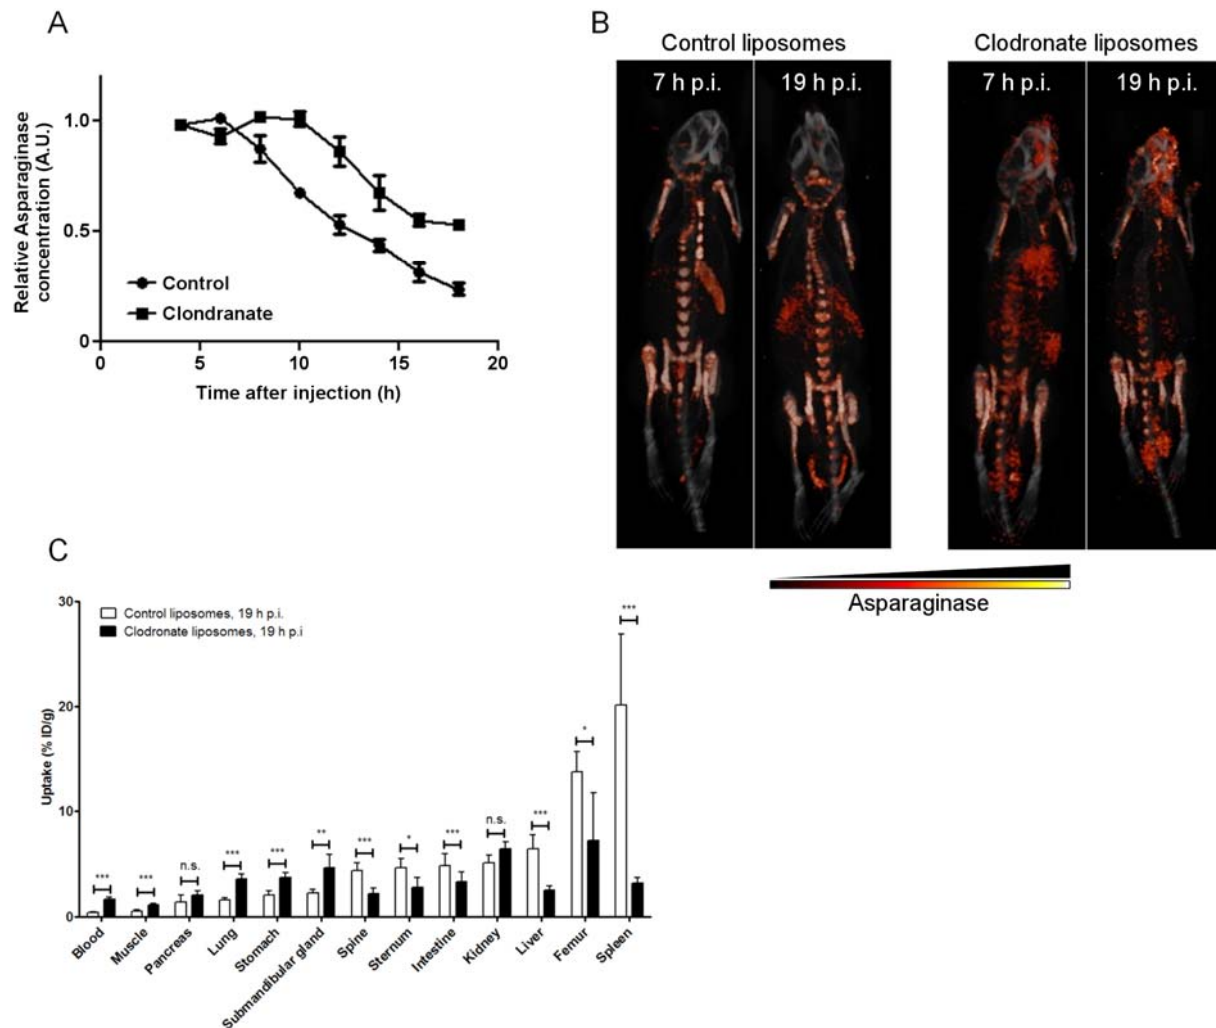 A
Relative Asparaginase
concentration (A.U.)
1.0
0.5
0
0
5
10
15
20
Control
Clondranate
Time after injection (h)
B
Control liposomes
Clodronate liposomes
7 h p.i.
19 h p.i.
7 h p.i.
19 h p.i.
Asparaginase
C
Uptake (% ID/g)
30
20
10
0
Control liposomes, 19 h p.i.
Clodronate liposomes, 19 h p.i
***
***
n.s.
***
***
**
***
*
***
n.s.
***
*
***
Blood
Muscle
Pancreas
Lung
Stomach
Submandibular gland
Spine
Sternum
Intestine
Kidney
Liver
Femur
Spleen